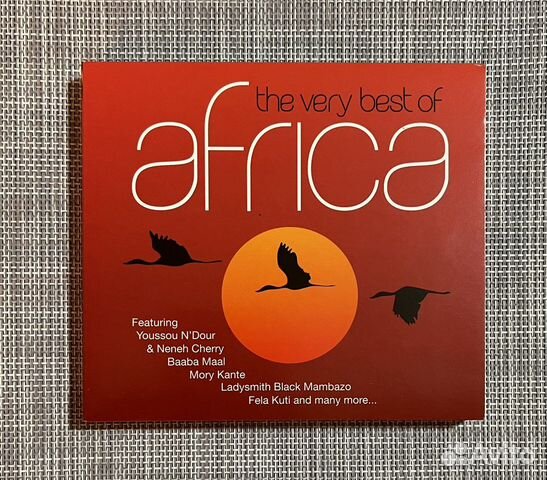 the very best of
africa
Featuring
Youssou N'Dour
& Neneh Cherry
Baaba Maal
Mory Kante
Ladysmith Black Mambazo
Fela Kuti and many more...
Avito